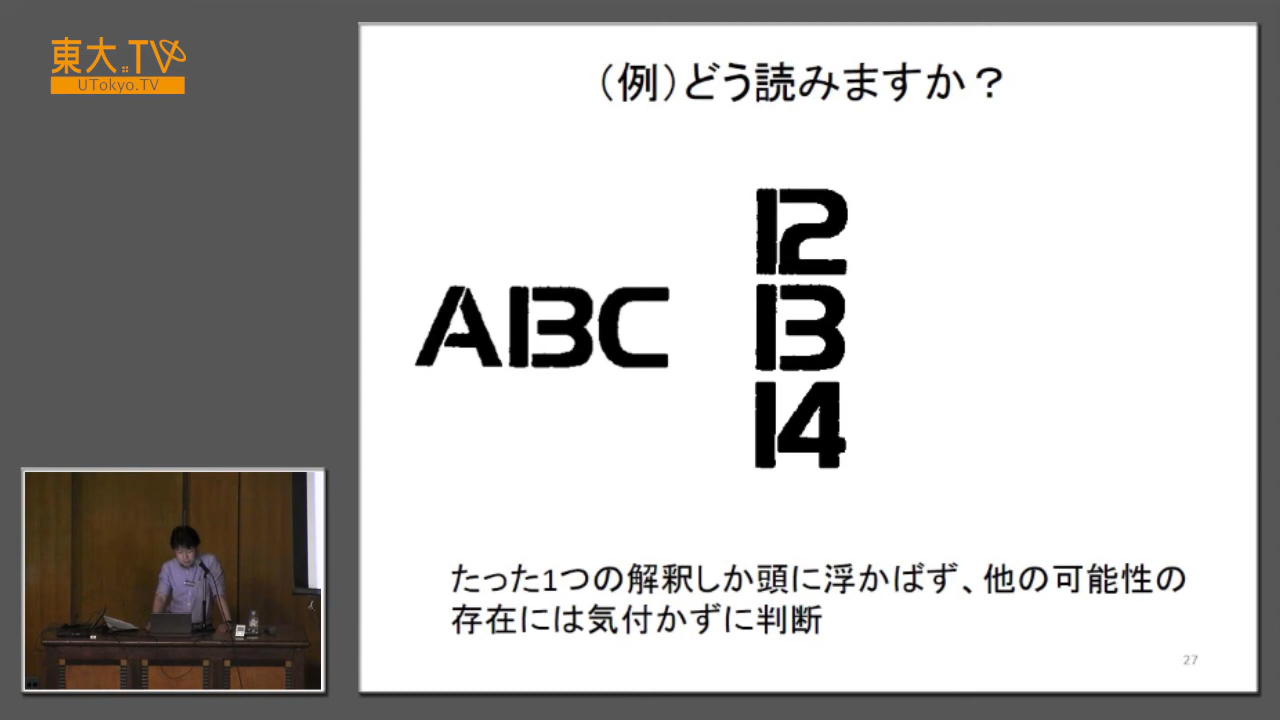 東大.TV
UTokyo.TV
(例)どう読みますか?
12
ABC
13
14
たった1つの解釈しか頭に浮かばず、他の可能性の
存在には気付かずに判断
27